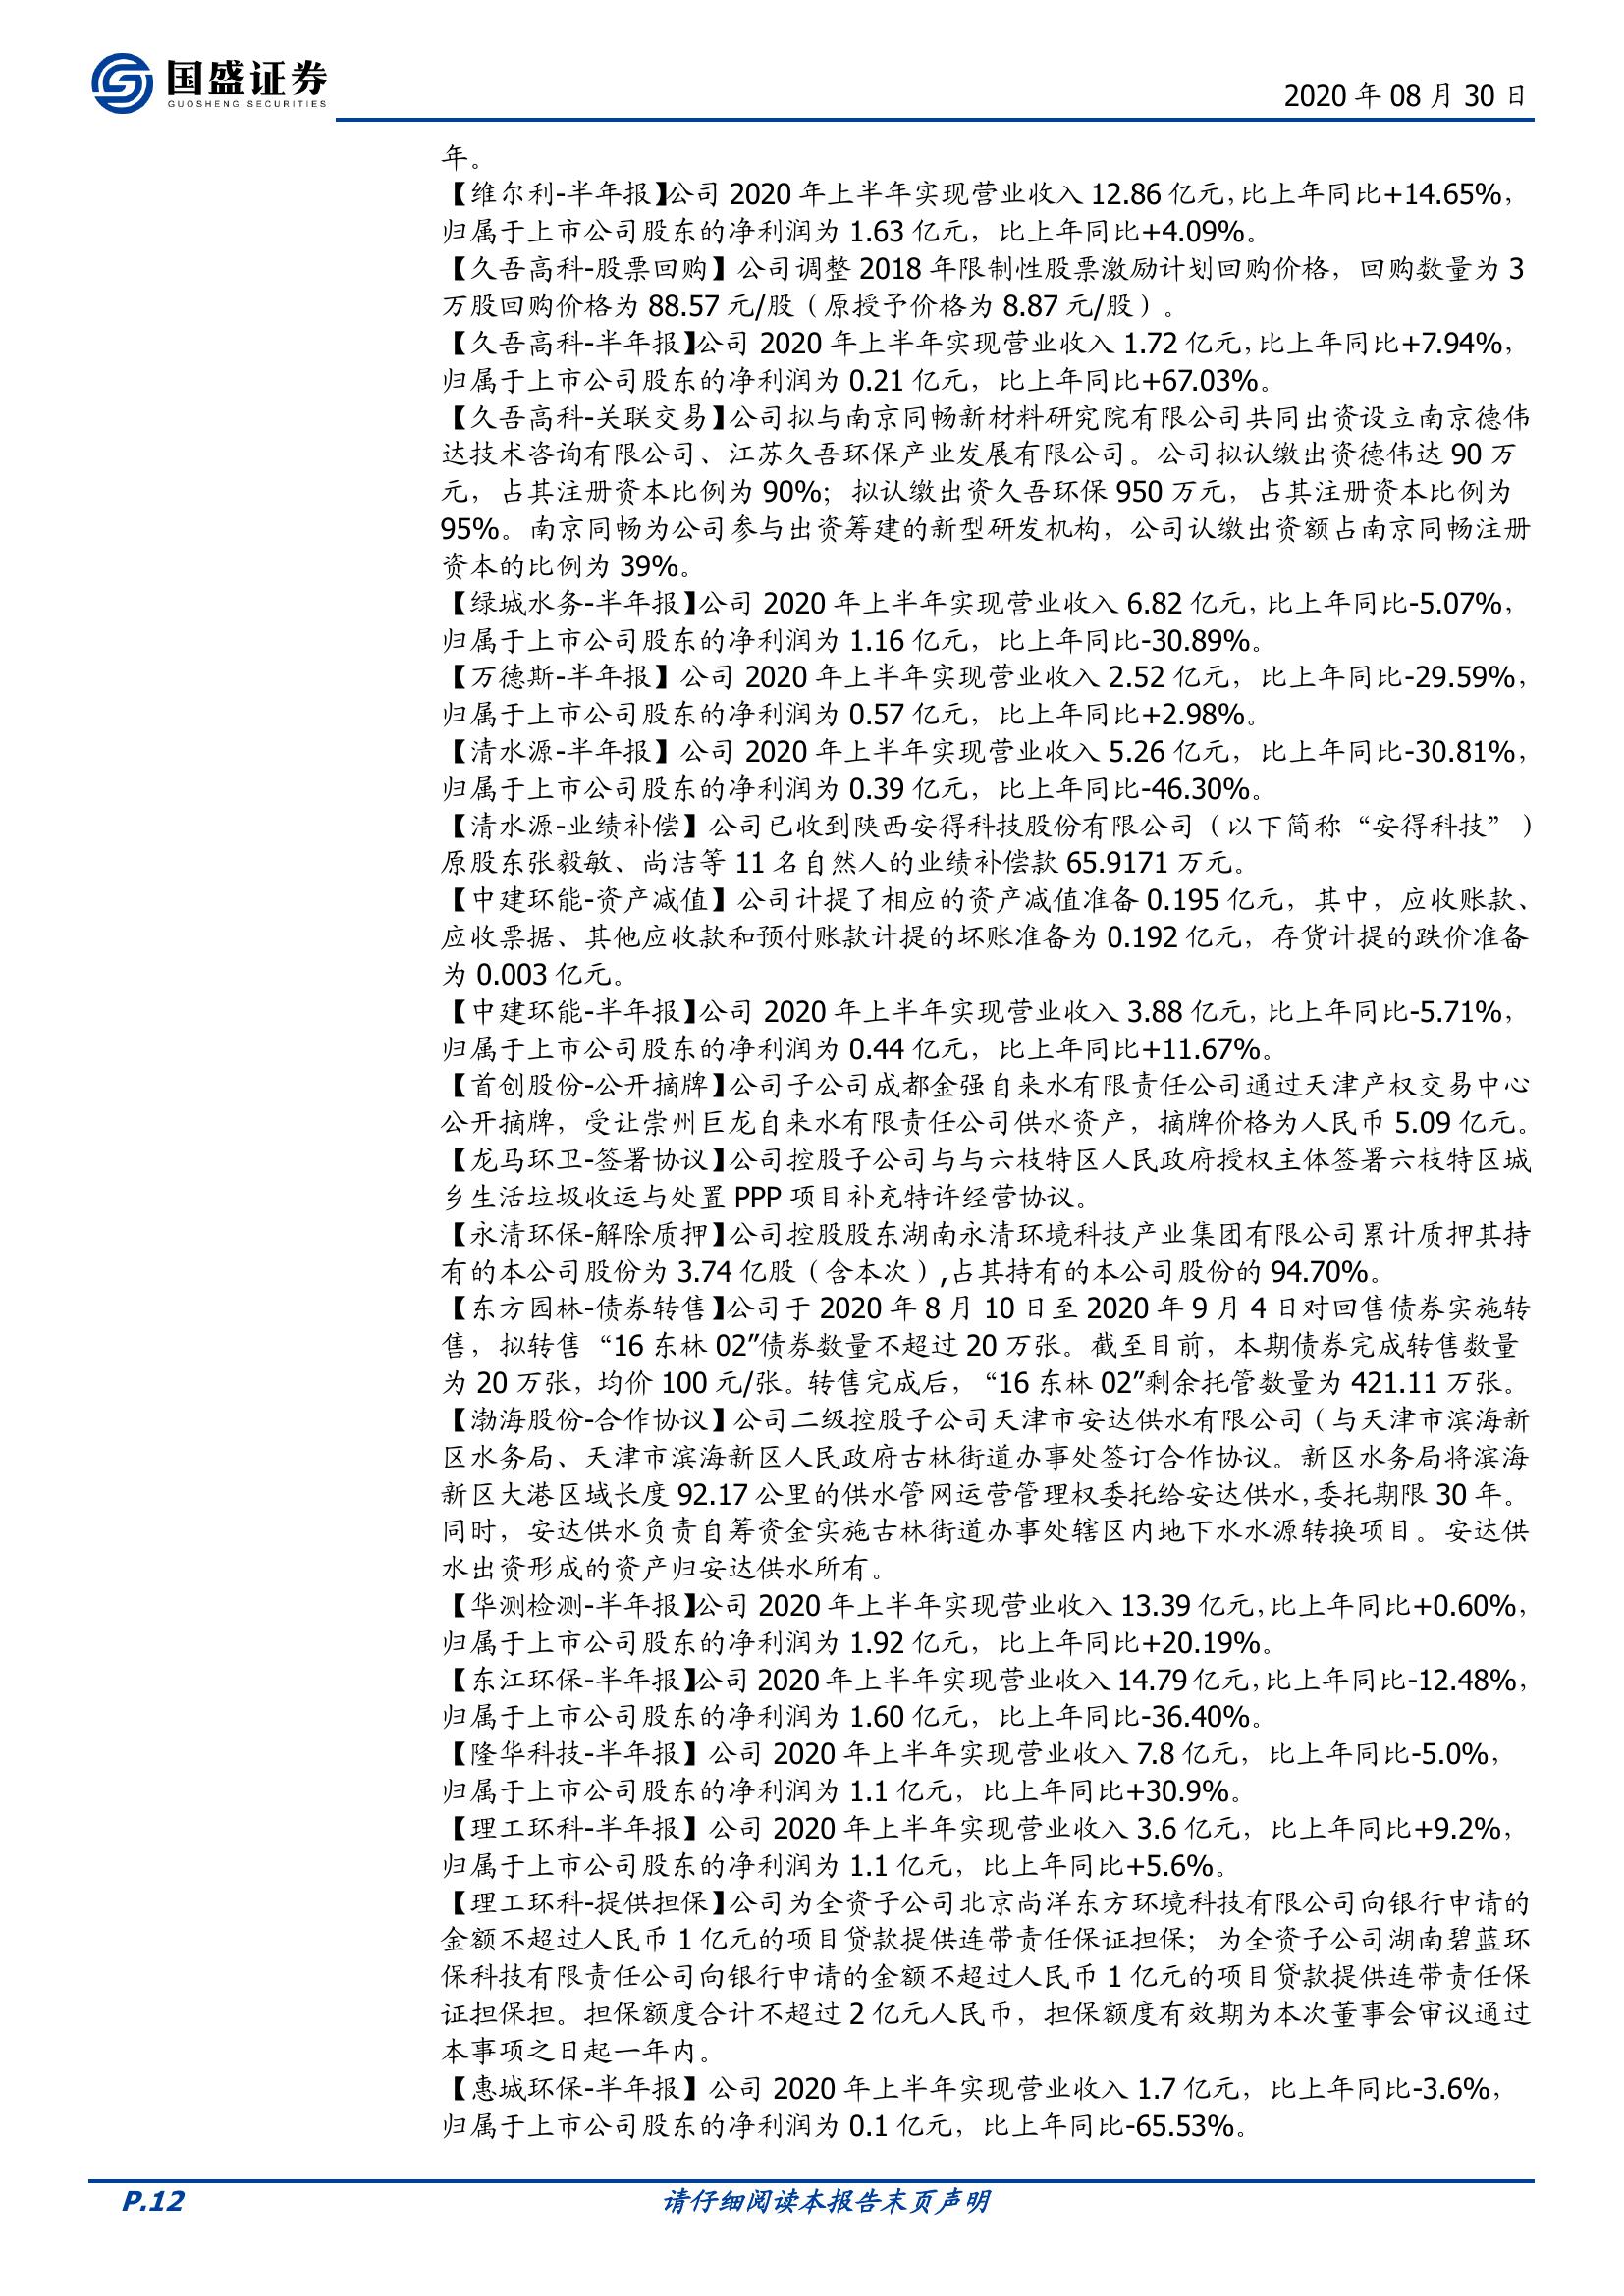 国盛证券
GUOSHENG SECURITIES
2020 年 08 月 30 日
年。
【维尔利-半年报】公司 2020 年上半年实现营业收入 12.86 亿元，比上年同比+14.65%，
归属于上市公司股东的净利润为 1.63 亿元，比上年同比+4.09%。
【久吾高科-股票回购】公司调整 2018 年限制性股票激励计划回购价格，回购数量为 3
万股回购价格为 88.57 元/股（原授予价格为 8.87 元/股）。
【久吾高科-半年报】公司 2020 年上半年实现营业收入 1.72 亿元，比上年同比+7.94%，
归属于上市公司股东的净利润为 0.21 亿元，比上年同比+67.03%。
【久吾高科-关联交易】公司拟与南京同畅新材料研究院有限公司共同出资设立南京德伟
达技术咨询有限公司、江苏久吾环保产业发展有限公司。公司拟认缴出资德伟达 90 万
元，占其注册资本比例为 90%；拟认缴出资久吾环保 950 万元，占其注册资本比例为
95%。南京同畅为公司参与出资筹建的新型研发机构，公司认缴出资额占南京同畅注册
资本的比例为 39%。
【绿城水务-半年报】公司 2020 年上半年实现营业收入 6.82 亿元，比上年同比-5.07%，
归属于上市公司股东的净利润为 1.16 亿元，比上年同比-30.89%。
【万德斯-半年报】公司 2020 年上半年实现营业收入 2.52 亿元，比上年同比-29.59%，
归属于上市公司股东的净利润为 0.57 亿元，比上年同比+2.98%。
【清水源-半年报】公司 2020 年上半年实现营业收入 5.26 亿元，比上年同比-30.81%，
归属于上市公司股东的净利润为 0.39 亿元，比上年同比-46.30%。
【清水源-业绩补偿】公司已收到陕西安得科技股份有限公司（以下简称“安得科技”）
原股东张毅敏、尚洁等 11 名自然人的业绩补偿款 65.9171 万元。
【中建环能-资产减值】公司计提了相应的资产减值准备 0.195 亿元，其中，应收账款、
应收票据、其他应收款和预付账款计提的坏账准备为 0.192 亿元，存货计提的跌价准备
为 0.003 亿元。
【中建环能-半年报】公司 2020 年上半年实现营业收入 3.88 亿元，比上年同比-5.71%，
归属于上市公司股东的净利润为 0.44 亿元，比上年同比+11.67%。
【首创股份-公开摘牌】公司子公司成都金强自来水有限责任公司通过天津产权交易中心
公开摘牌，受让崇州巨龙自来水有限责任公司供水资产，摘牌价格为人民币 5.09 亿元。
【龙马环卫-签署协议】公司控股子公司与与六枝特区人民政府授权主体签署六枝特区城
乡生活垃圾收运与处置 PPP 项目补充特许经营协议。
【永清环保-解除质押】公司控股股东湖南永清环境科技产业集团有限公司累计质押其持
有的本公司股份为 3.74 亿股（含本次）,占其持有的本公司股份的 94.70%。
【东方园林-债券转售】公司于 2020 年 8 月 10 日至 2020 年 9 月 4 日对回售债券实施转
售，拟转售“16 东林 02”债券数量不超过 20 万张。截至目前，本期债券完成转售数量
为 20 万张，均价 100 元/张。转售完成后，“16 东林 02”剩余托管数量为 421.11 万张。
【渤海股份-合作协议】公司二级控股子公司天津市安达供水有限公司（与天津市滨海新
区水务局、天津市滨海新区人民政府古林街道办事处签订合作协议。新区水务局将滨海
新区大港区域长度 92.17 公里的供水管网运营管理权委托给安达供水，委托期限 30 年。
同时，安达供水负责自筹资金实施古林街道办事处辖区内地下水水源转换项目。安达供
水出资形成的资产归安达供水所有。
【华测检测-半年报】公司 2020 年上半年实现营业收入 13.39 亿元，比上年同比+0.60%，
归属于上市公司股东的净利润为 1.92 亿元，比上年同比+20.19%。
【东江环保-半年报】公司 2020 年上半年实现营业收入 14.79 亿元，比上年同比-12.48%，
归属于上市公司股东的净利润为 1.60 亿元，比上年同比-36.40%。
【隆华科技-半年报】公司 2020 年上半年实现营业收入 7.8 亿元，比上年同比-5.0%，
归属于上市公司股东的净利润为 1.1 亿元，比上年同比+30.9%。
【理工环科-半年报】公司 2020 年上半年实现营业收入 3.6 亿元，比上年同比+9.2%，
归属于上市公司股东的净利润为 1.1 亿元，比上年同比+5.6%。
【理工环科-提供担保】公司为全资子公司北京尚洋东方环境科技有限公司向银行申请的
金额不超过人民币 1 亿元的项目贷款提供连带责任保证担保；为全资子公司湖南碧蓝环
保科技有限责任公司向银行申请的金额不超过人民币 1 亿元的项目贷款提供连带责任保
证担保担。担保额度合计不超过 2 亿元人民币，担保额度有效期为本次董事会审议通过
本事项之日起一年内。
【惠城环保-半年报】公司 2020 年上半年实现营业收入 1.7 亿元，比上年同比-3.6%，
归属于上市公司股东的净利润为 0.1 亿元，比上年同比-65.53%。
P.12
请仔细阅读本报告末页声明